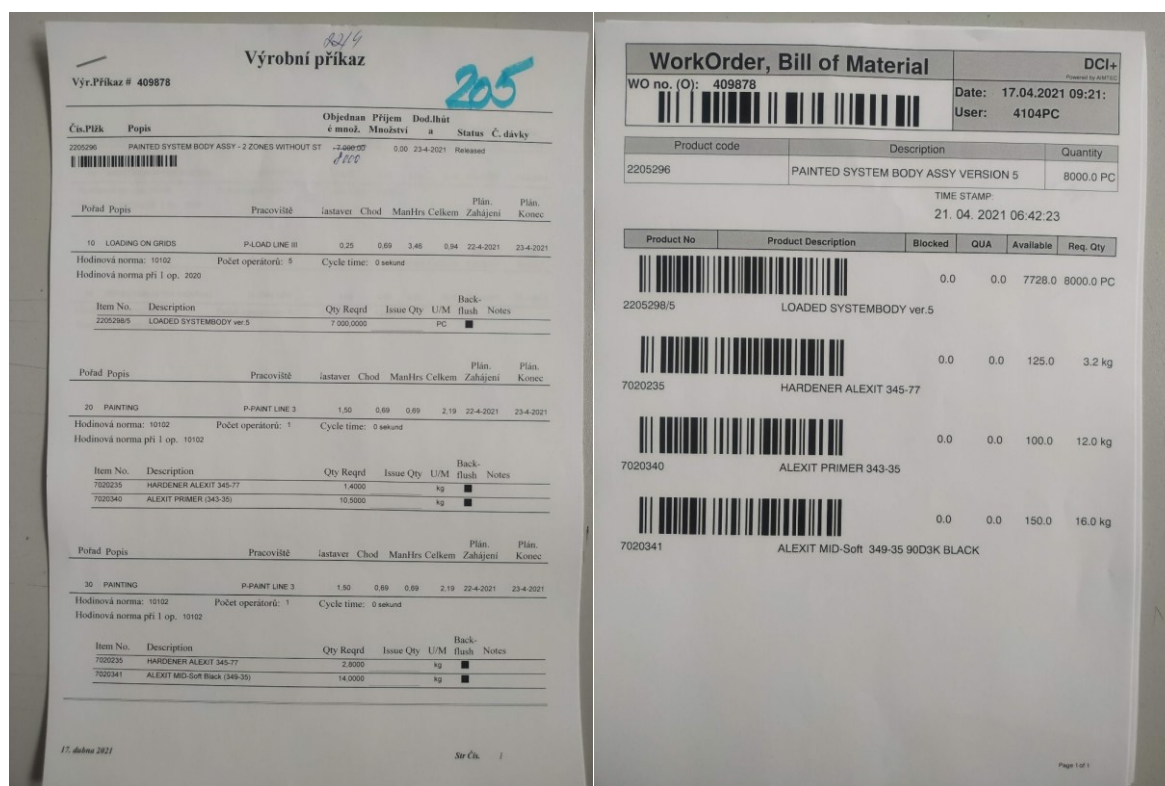 22/4
Výrobní příkaz
205
Výr.Příkaz # 409878
Objednan Příjem Dod.lhůt
Čís.Plžk Popis é množ. Množství a Status Č. dávky
2205296 PAINTED SYSTEM BODY ASSY - 2 ZONES WITHOUT ST 7 000,00 0.00 23-4-2021 Released
8000
Plán. Plán.
Pořad Popis Pracoviště iastaver Chod ManHrs Celkem Zahájení Konec
10 LOADING ON GRIDS P-LOAD LINE III 0,25 0,69 3,46 0,94 22-4-2021 23-4-2021
Hodinová norma: 10102 Počet operátorů: 5 Cycle time: 0 sekund
Hodinová norma při 1 op. 2020
Back-
Item No. Description Qty Reqrd Issue Qty U/M flush Notes
2205298/5 LOADED SYSTEMBODY ver.5 7 000,0000 PC
Plán. Plán.
Pořad Popis Pracoviště iastaver Chod ManHrs Celkem Zahájení Konec
20 PAINTING P-PAINT LINE 3 1,50 0,69 0,69 2,19 22-4-2021 23-4-2021
Hodinová norma: 10102 Počet operátorů: 1 Cycle time: 0 sekund
Hodinová norma při 1 op. 10102
Back-
Item No. Description Qty Reqrd Issue Qty U/M flush Notes
7020235 HARDENER ALEXIT 345-77 1,4000 kg
7020340 ALEXIT PRIMER (343-35) 10,5000 kg
Plán. Plán.
Pořad Popis Pracoviště iastaver Chod ManHrs Celkem Zahájení Konec
30 PAINTING P-PAINT LINE 3 1,50 0,69 0,69 2,19 22-4-2021 23-4-2021
Hodinová norma: 10102 Počet operátorů: 1 Cycle time: 0 sekund
Hodinová norma při 1 op. 10102
Back-
Item No. Description Qty Reqrd Issue Qty U/M flush Notes
7020235 HARDENER ALEXIT 345-77 2,8000 kg
7020341 ALEXIT MID-Soft Black (349-35) 14,0000 kg
17. dubna 2021 Str Čís. 1
WorkOrder, Bill of Material DCI+
Powered by AIMTEC
WO no. (O): 409878 Date: 17.04.2021 09:21:
User: 4104PC
Product code Description Quantity
2205296 PAINTED SYSTEM BODY ASSY VERSION 5 8000.0 PC
TIME STAMP:
21. 04. 2021 06:42:23
Product No Product Description Blocked QUA Available Req. Qty
0.0 0.0 7728.0 8000.0 PC
2205298/5 LOADED SYSTEMBODY ver.5
0.0 0.0 125.0 3.2 kg
7020235 HARDENER ALEXIT 345-77
0.0 0.0 100.0 12.0 kg
7020340 ALEXIT PRIMER 343-35
0.0 0.0 150.0 16.0 kg
7020341 ALEXIT MID-Soft 349-35 90D3K BLACK
Page 1 of 1